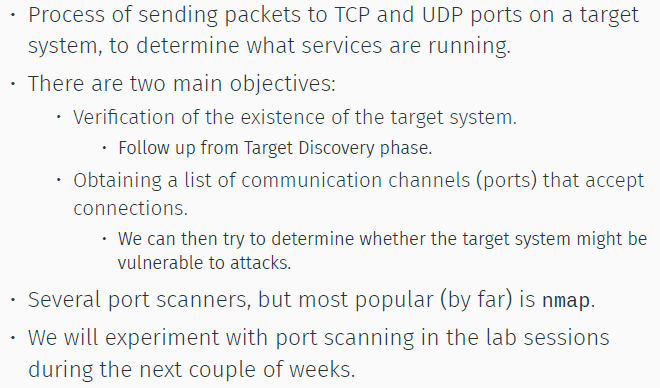 • Process of sending packets to TCP and UDP ports on a target
system, to determine what services are running.
• There are two main objectives:
• Verification of the existence of the target system.
• Follow up from Target Discovery phase.
• Obtaining a list of communication channels (ports) that accept
connections.
• We can then try to determine whether the target system might be
vulnerable to attacks.
• Several port scanners, but most popular (by far) is nmap.
• We will experiment with port scanning in the lab sessions
during the next couple of weeks.